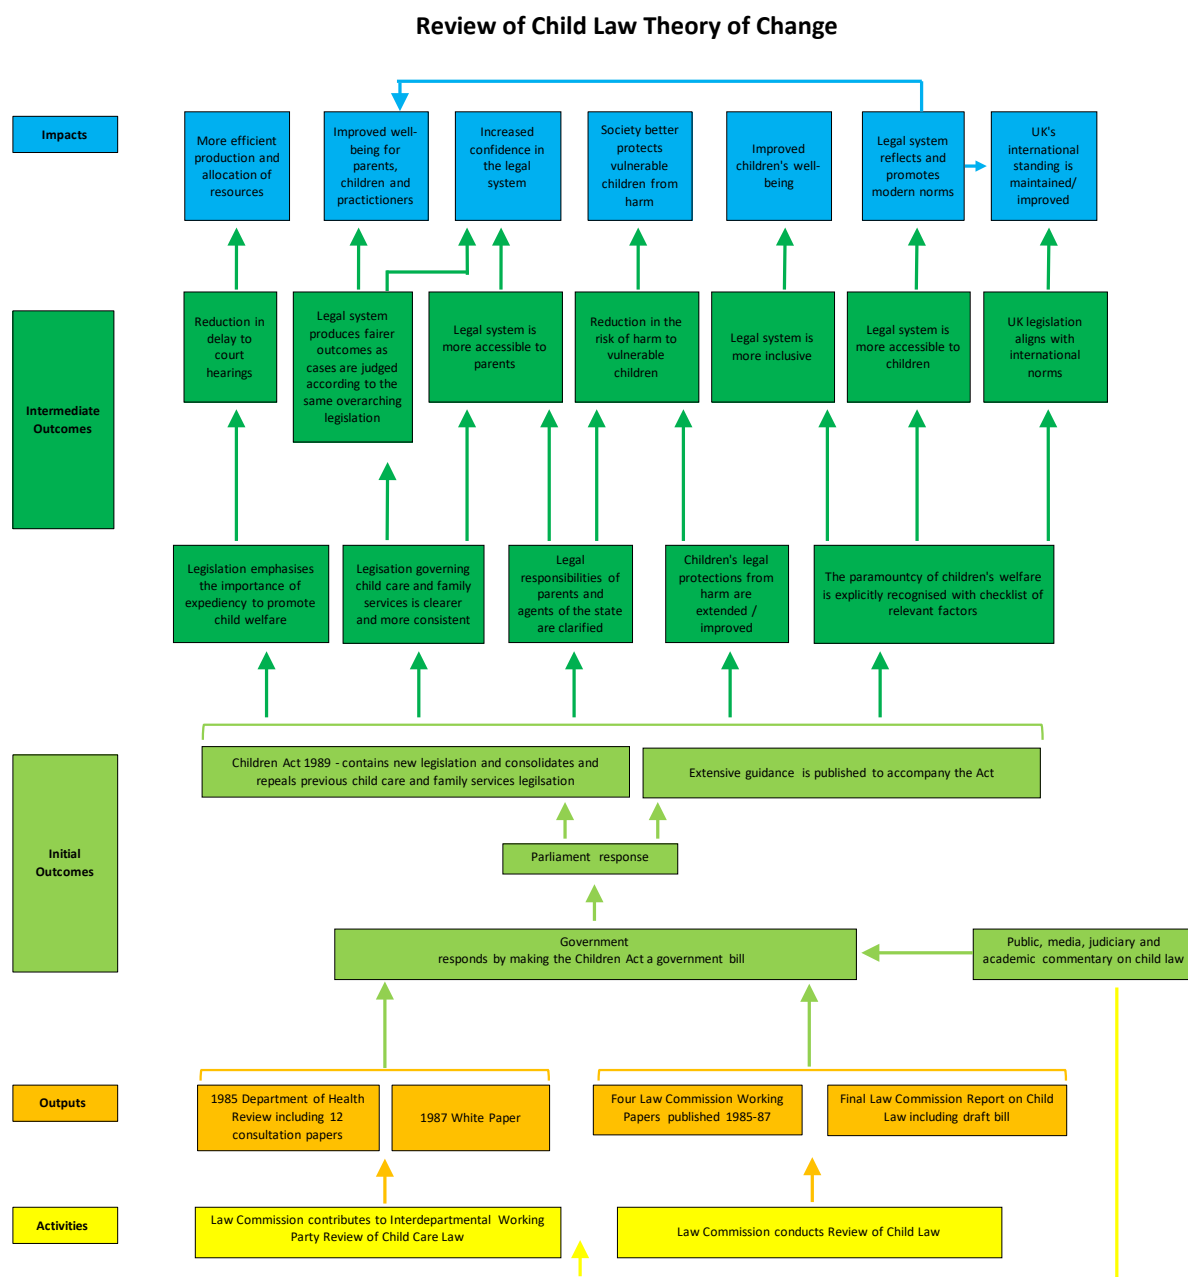 Review of Child Law Theory of Change
Impacts
More efficient
production and
allocation of
resources
Improved well-
being for
parents,
children and
practictioners
Increased
confidence in
the legal
system
Society better
protects
vulnerable
children from
harm
Improved
children's well-
being
Legal system
reflects and
promotes
modern norms
UK's
international
standing is
maintained/
improved
Intermediate
Outcomes
Reduction in
delay to
court
hearings
Legal system
produces fairer
outcomes as
cases are judged
according to the
same overarching
legislation
Legal system is
more accessible to
parents
Reduction in the
risk of harm to
vulnerable
children
Legal system is
more inclusive
Legal system is
more accessible to
children
UK legislation
aligns with
international
norms
Legislation emphasises
the importance of
expediency to promote
child welfare
Legisation governing
child care and family
services is clearer
and more consistent
Legal
responsibilities of
parents and
agents of the state
are clarified
Children's legal
protections from
harm are
extended /
improved
The paramountcy of children's welfare
is explicitly recognised with checklist of
relevant factors
Initial
Outcomes
Children Act 1989 - contains new legislation and consolidates and
repeals previous child care and family services legilsation
Extensive guidance is published to accompany the Act
Parliament response
Government
responds by making the Children Act a government bill
Public, media, judiciary and
academic commentary on child law
Outputs
1985 Department of Health
Review including 12
consultation papers
1987 White Paper
Four Law Commission Working
Papers published 1985-87
Final Law Commission Report on Child
Law including draft bill
Activities
Law Commission contributes to Interdepartmental Working
Party Review of Child Care Law
Law Commission conducts Review of Child Law